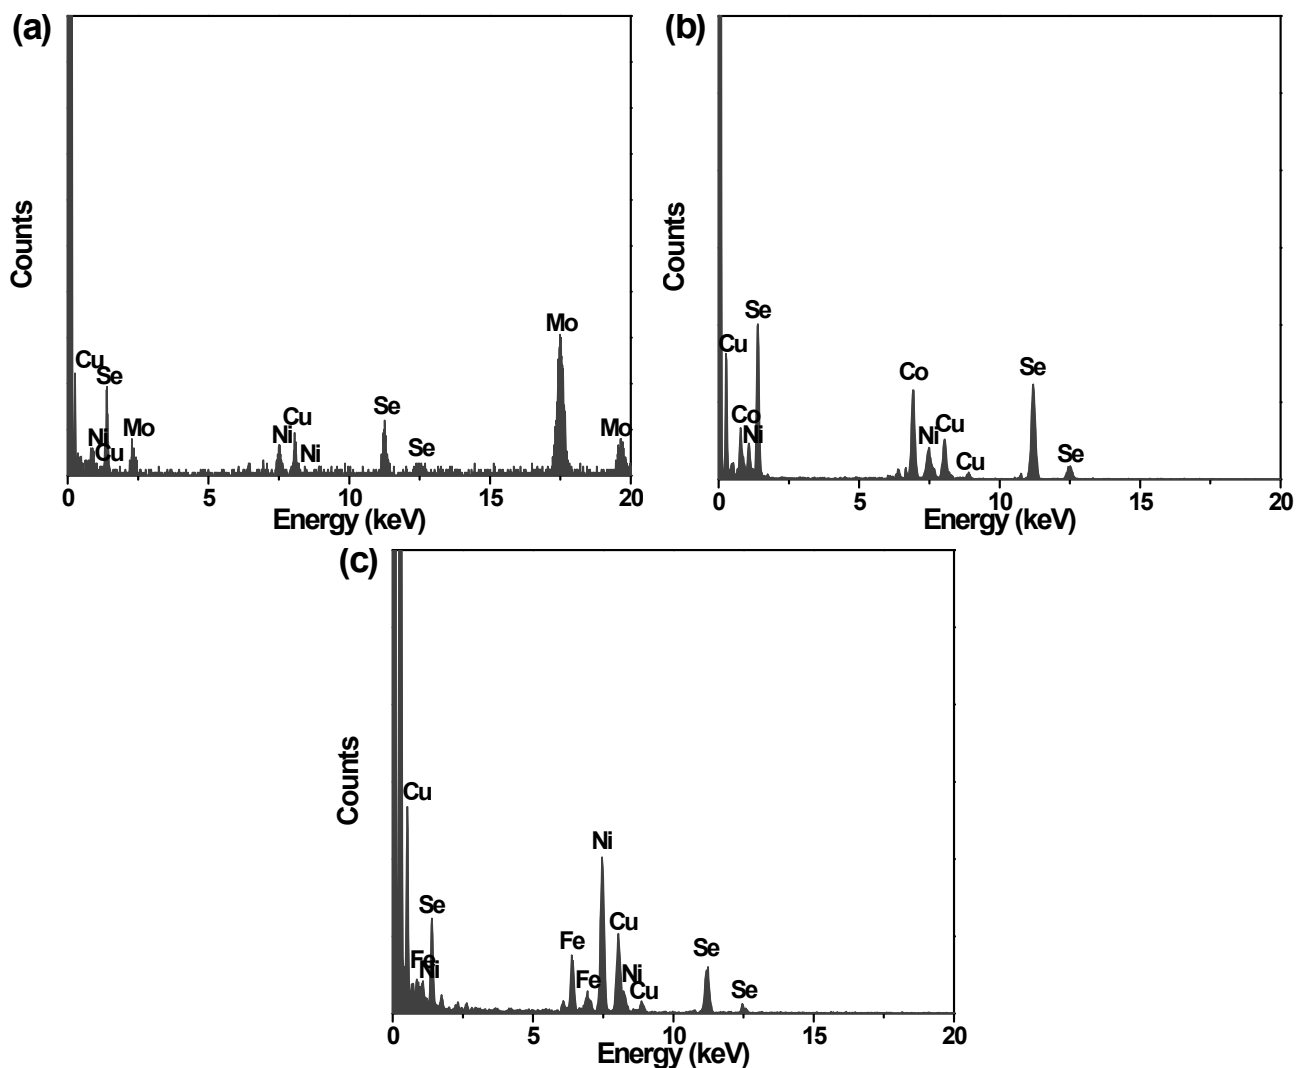 (a)
Counts
Cu
Se
Ni
Cu
Mo
Ni
Cu
Ni
Se
Se
Mo
Mo
0 5 10 15 20
Energy (keV)
(b)
Counts
Cu
Se
Co
Ni
Co
Ni
Cu
Cu
Se
Se
0 5 10 15 20
Energy (keV)
(c)
Counts
Cu
Se
Fe
Ni
Fe
Fe
Ni
Cu
Ni
Cu
Se
Se
0 5 10 15 20
Energy (keV)